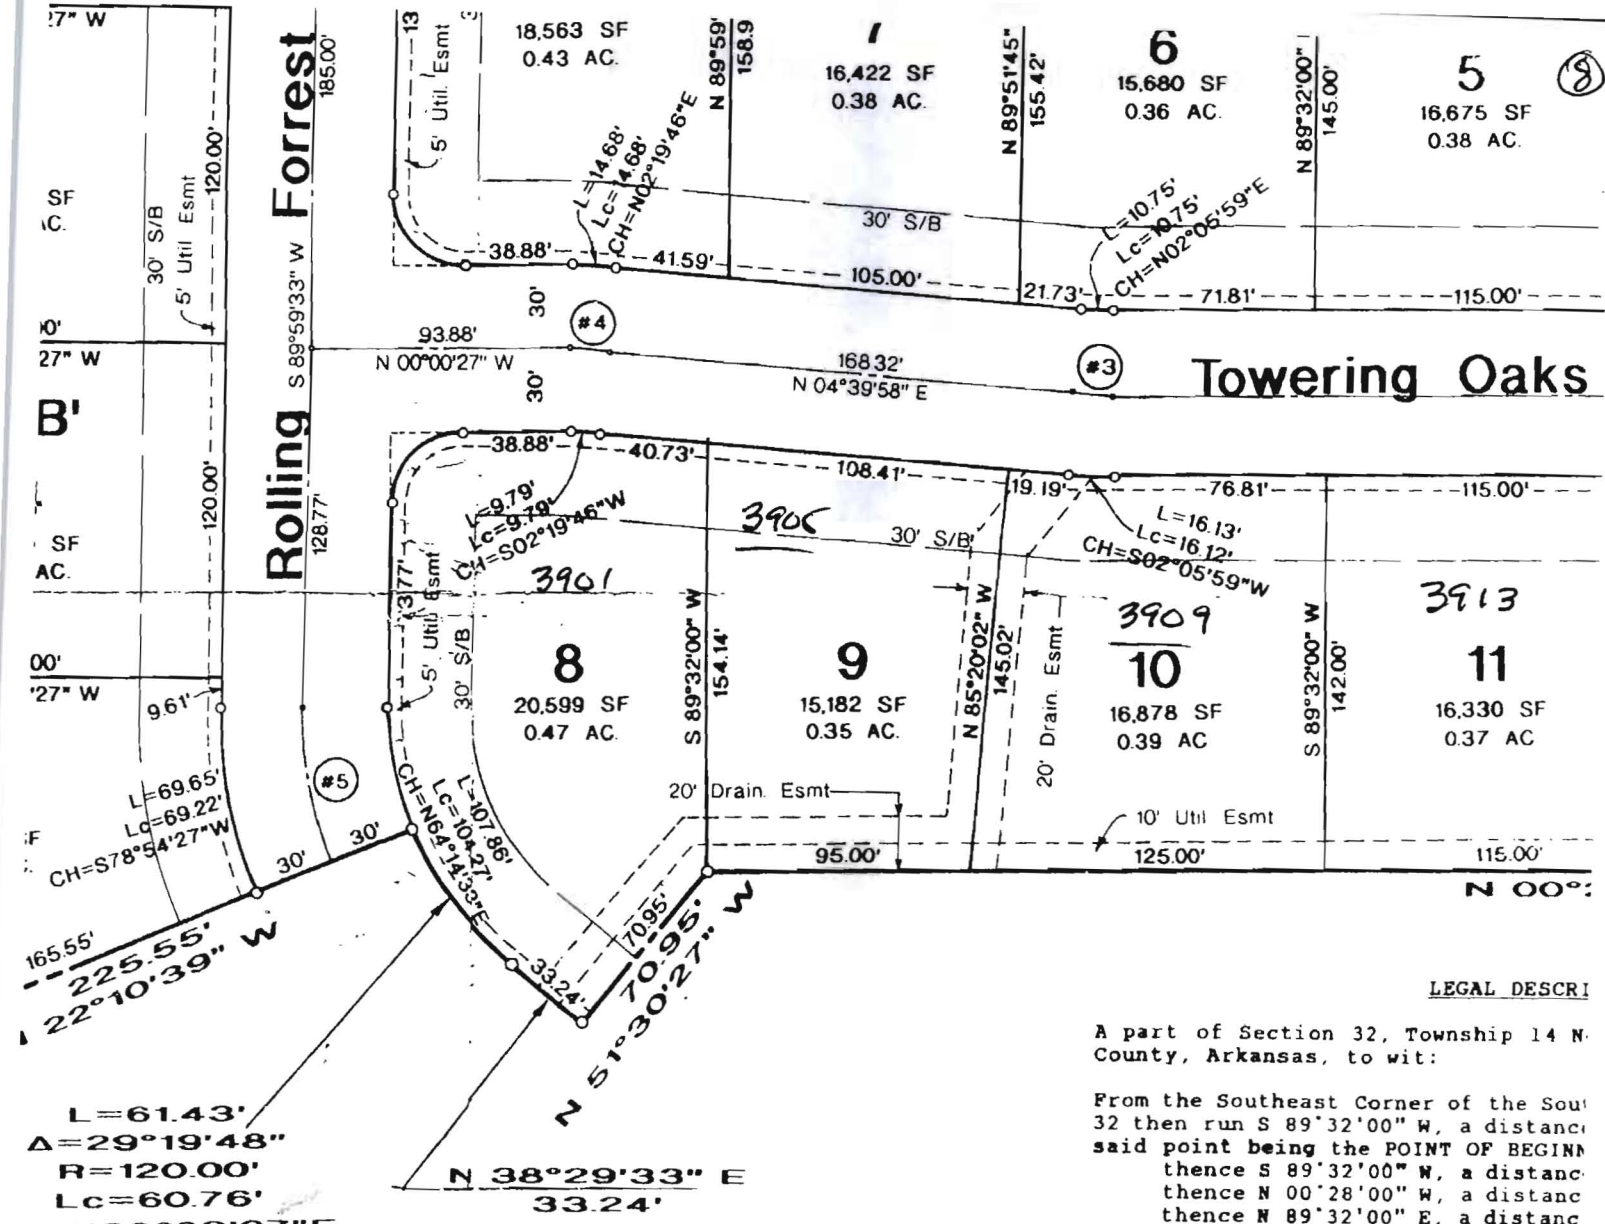 27" W
120.00'
30' S/B
5' Util Esmt
SF
27" W
B'
SF
AC.
120.00'
00'
'27" W
9.61'
L=69.65'
Lc=69.22'
CH=S78°54'27"W
Rolling Forrest
185.00'
S 89°59'33" W
128.77'
#5
30'
30'
165.55'
225.55'
22°10'39" W
13
5' Util. Esmt
18,563 SF
0.43 AC.
L=14.68'
Lc=14.68'
CH=N02°19'46"E
38.88'
41.59'
N 89°59'
158.9
7
16,422 SF
0.38 AC.
30' S/B
105.00'
N 89°51'45"
155.42'
6
15,680 SF
0.36 AC.
L=10.75'
Lc=10.75'
CH=N02°05'59"E
21.73'
71.81'
N 89°32'00"
145.00'
5
16,675 SF
0.38 AC.
8
115.00'
30'
#4
93.88'
N 00°00'27" W
30'
168.32'
N 04°39'58" E
#3
Towering Oaks
38.88'
40.73'
108.41'
19.19'
76.81'
115.00'
L=9.79'
Lc=9.79'
CH=S02°19'46"W
3901
3905
30' S/B
L=16.13'
Lc=16.12'
CH=S02°05'59"W
3909
3913
5' Util Esmt
30' S/B
8
20,599 SF
0.47 AC.
S 89°32'00" W
154.14'
9
15,182 SF
0.35 AC.
N 85°20'02" W
145.02'
20' Drain. Esmt
10
16,878 SF
0.39 AC
S 89°32'00" W
142.00'
11
16,330 SF
0.37 AC
20' Drain. Esmt
10' Util Esmt
95.00'
125.00'
115.00'
L=107.86'
Lc=104.27'
CH=N64°14'33"E
33.24'
70.95'
70.95'
N 51°30'27" W
L=61.43'
Δ=29°19'48"
R=120.00'
Lc=60.76'
N 38°29'33" E
33.24'
LEGAL DESCRI
A part of Section 32, Township 14 N
County, Arkansas, to wit:
From the Southeast Corner of the Sou
32 then run S 89°32'00" W, a distanc
said point being the POINT OF BEGINN
thence S 89°32'00" W, a distanc
thence N 00°28'00" W, a distanc
thence N 89°32'00" E, a distanc